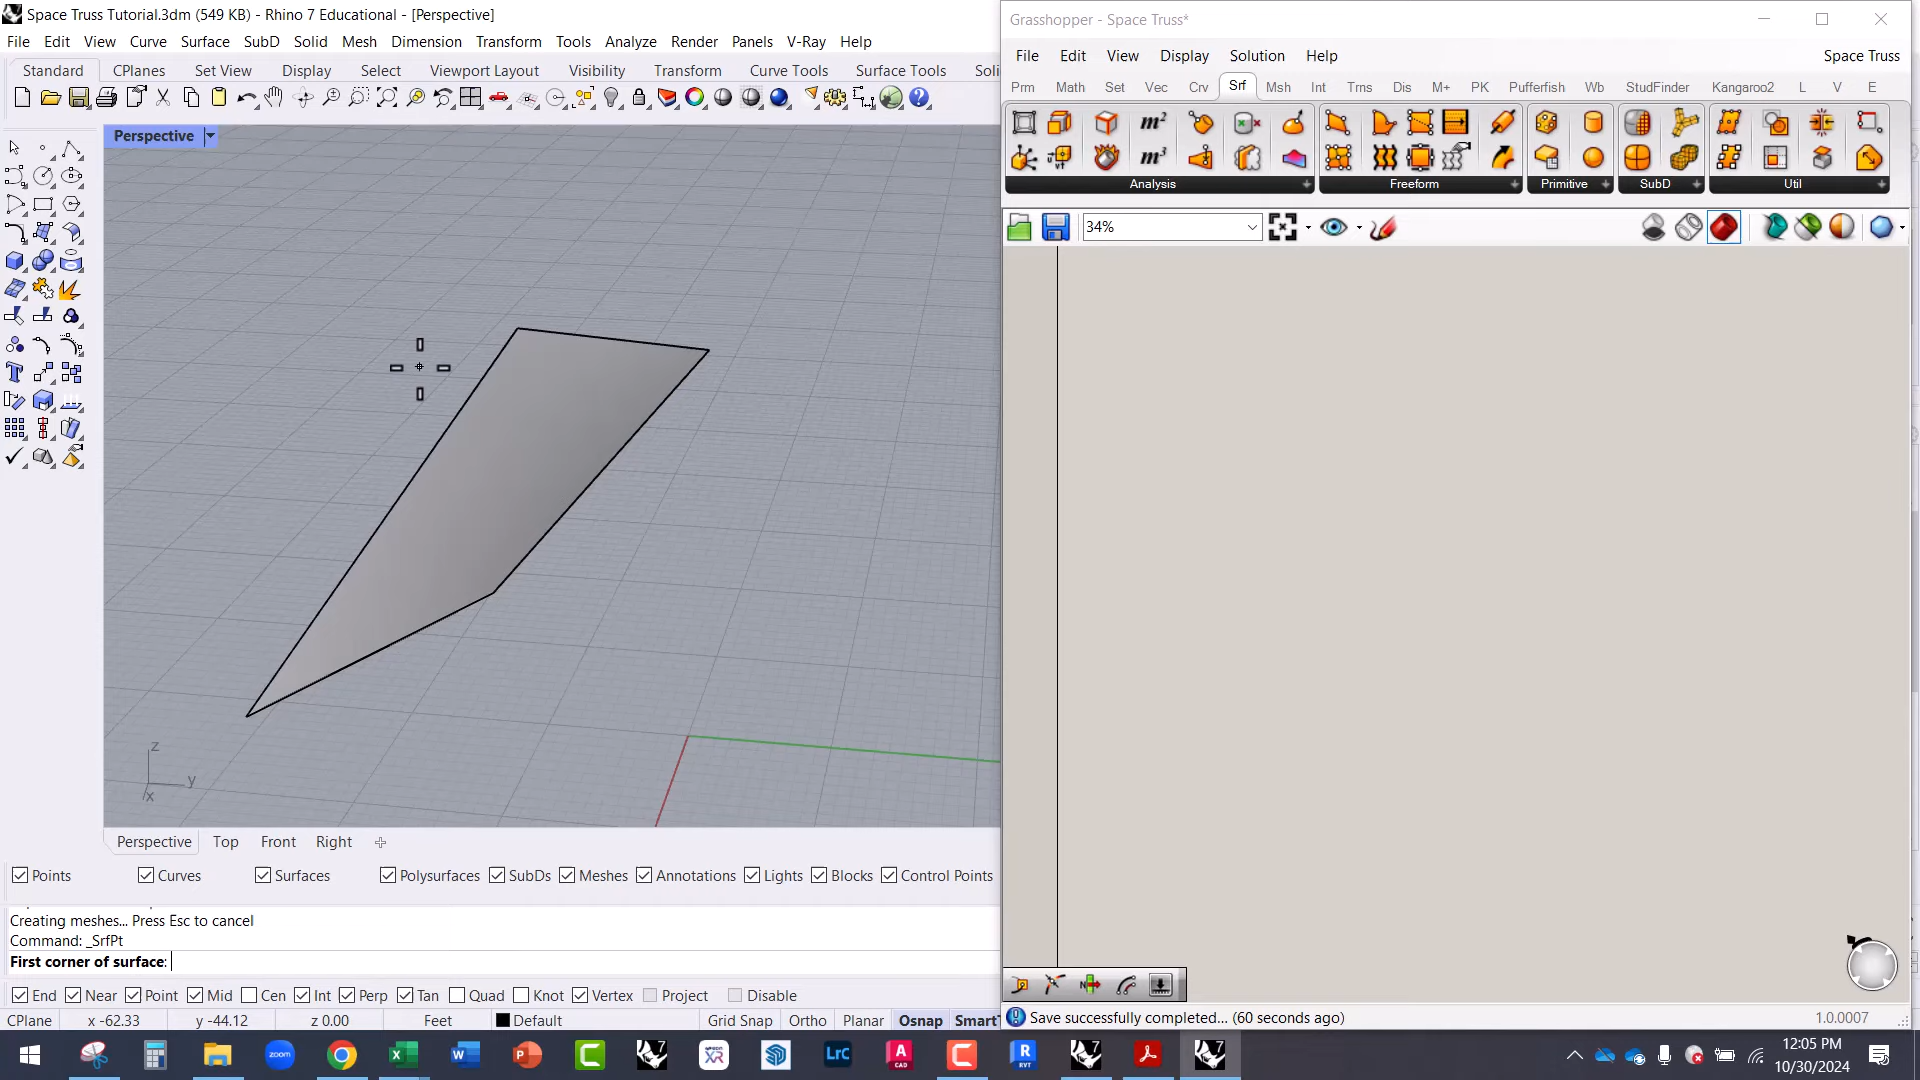 Space Truss Tutorial.3dm (549 KB) - Rhino 7 Educational - [Perspective]
File Edit View Curve Surface SubD Solid Mesh Dimension Transform Tools Analyze Render Panels V-Ray Help
Standard CPlanes Set View Display Select Viewport Layout Visibility Transform Curve Tools Surface Tools Soli
Perspective
z
y
x
Perspective Top Front Right
Points Curves Surfaces Polysurfaces SubDs Meshes Annotations Lights Blocks Control Points
Creating meshes... Press Esc to cancel
Command: _SrfPt
First corner of surface:
End Near Point Mid Cen Int Perp Tan Quad Knot Vertex Project Disable
CPlane x -62.33 y -44.12 z 0.00 Feet Default Grid Snap Ortho Planar Osnap SmartT
Grasshopper - Space Truss*
File Edit View Display Solution Help Space Truss
Prm Math Set Vec Crv Srf Msh Int Trns Dis M+ PK Pufferfish Wb StudFinder Kangaroo2 L V E
m² m³
Analysis Freeform Primitive SubD Util
34%
Save successfully completed... (60 seconds ago) 1.0.0007
12:05 PM
10/30/2024